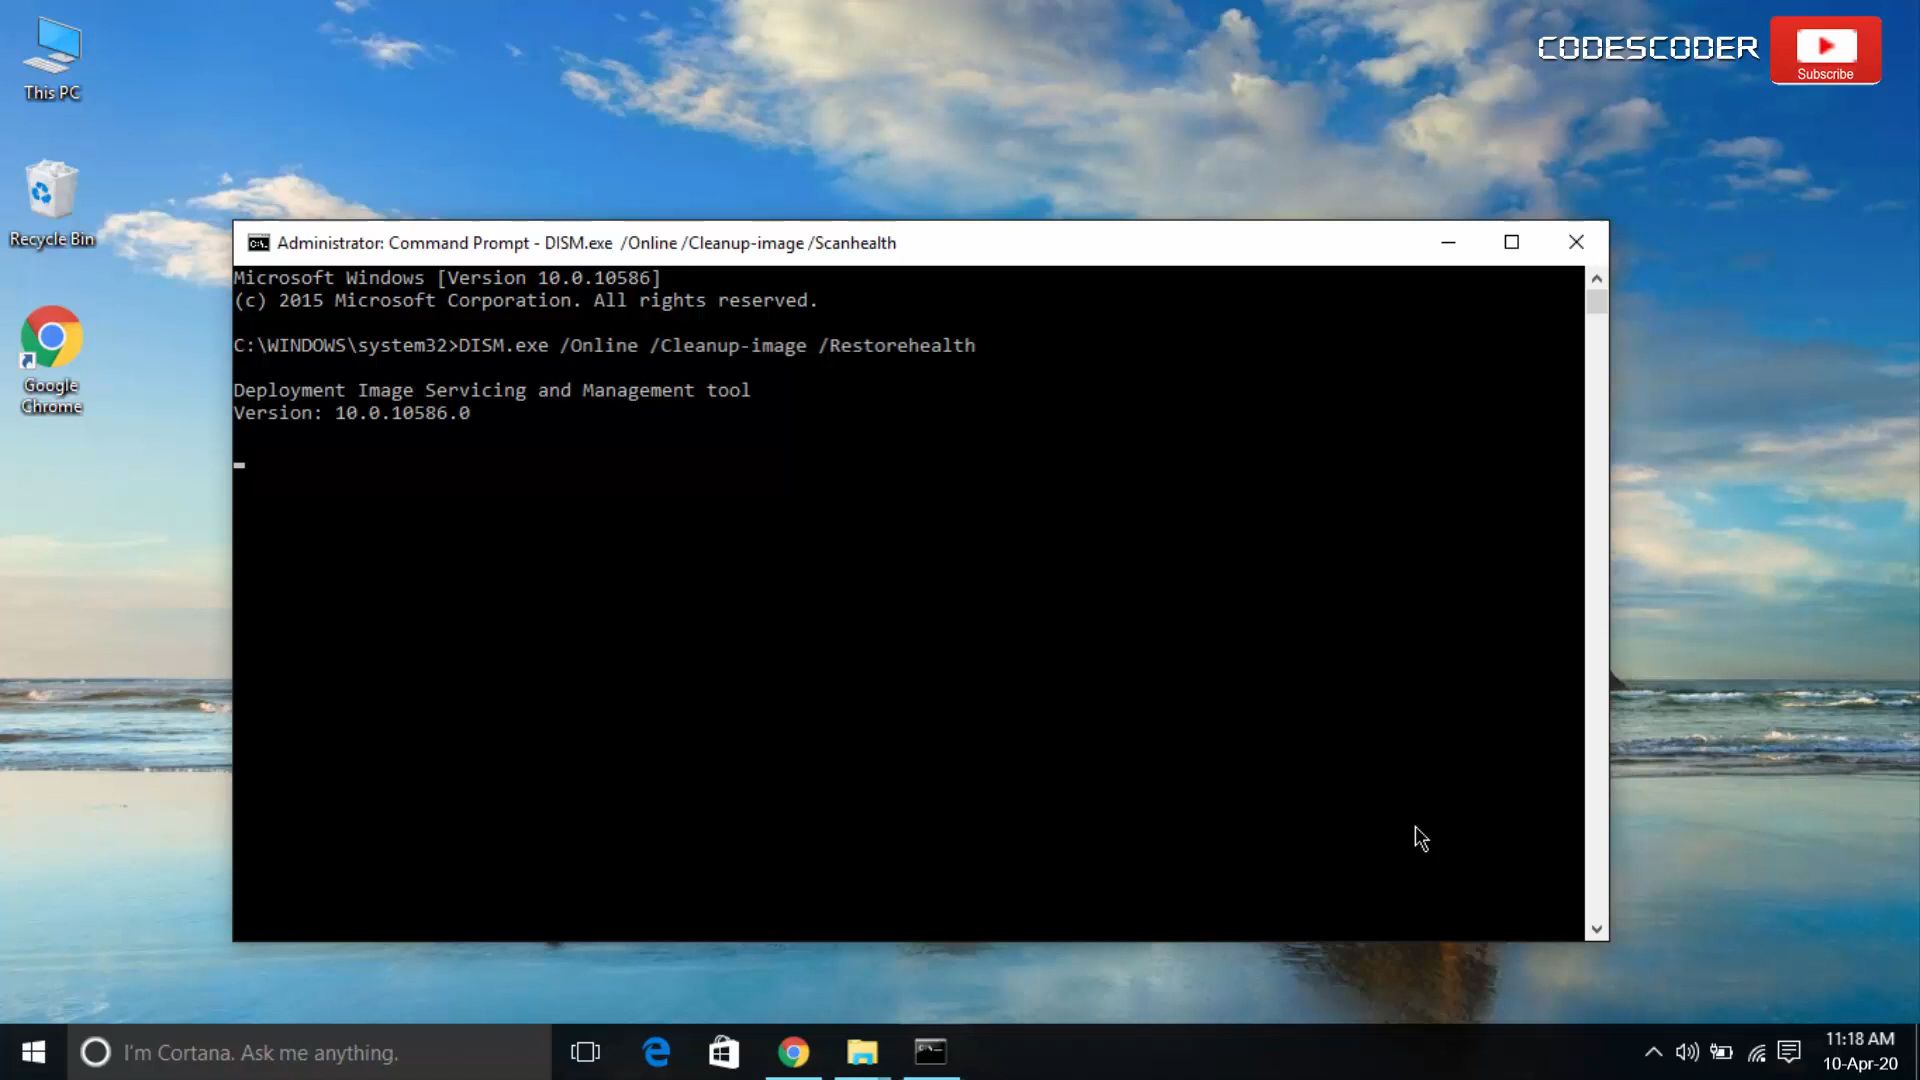 This PC
Recycle Bin
Google
Chrome
CODESCODER
Subscribe
Administrator: Command Prompt - DISM.exe  /Online /Cleanup-image /Scanhealth
Microsoft Windows [Version 10.0.10586]
(c) 2015 Microsoft Corporation. All rights reserved.
C:\WINDOWS\system32>DISM.exe /Online /Cleanup-image /Restorehealth
Deployment Image Servicing and Management tool
Version: 10.0.10586.0
I'm Cortana. Ask me anything.
11:18 AM
10-Apr-20